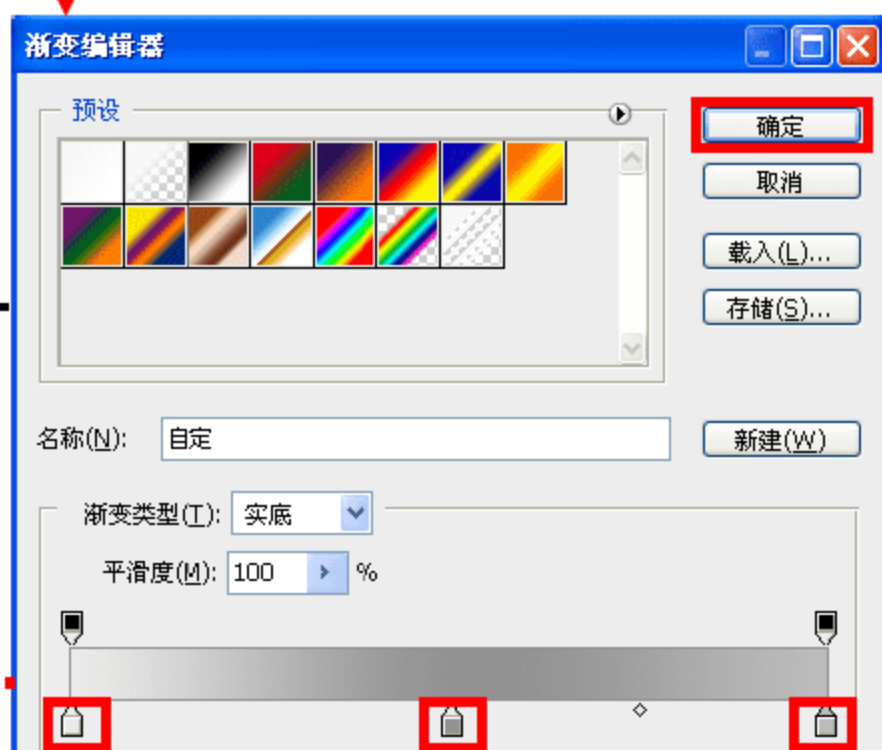 渐变编辑器
预设
确定
取消
载入(L)...
存储(S)...
名称(N): 自定
新建(W)
渐变类型(T): 实底
平滑度(M): 100 %